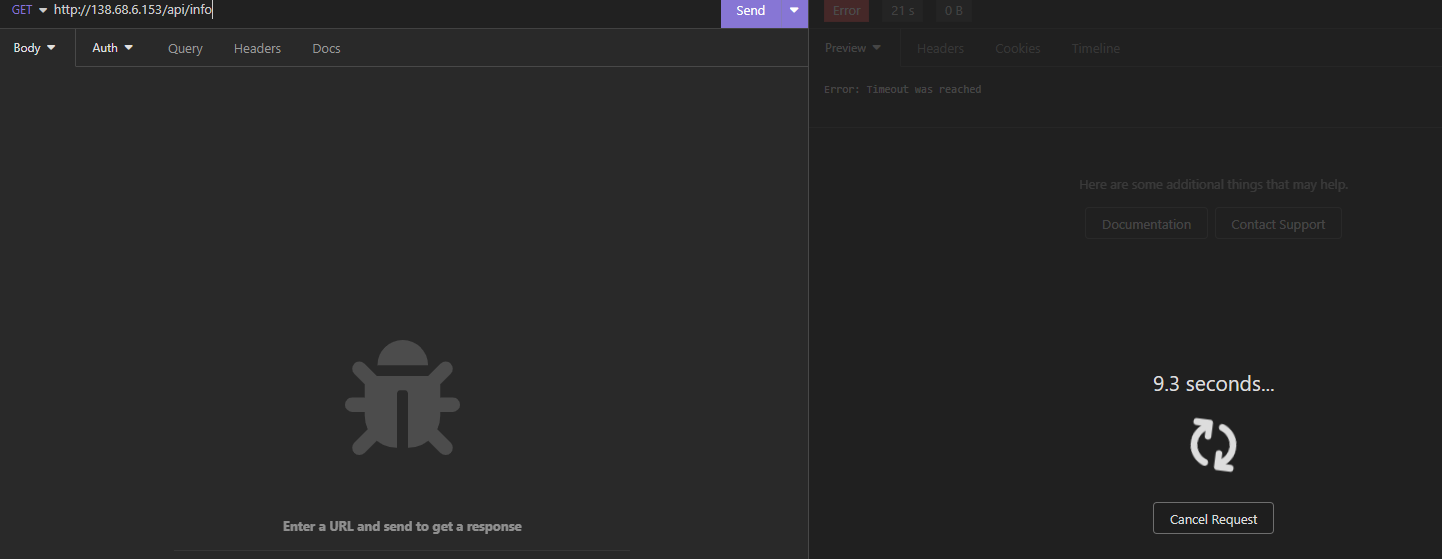 GET http://138.68.6.153/api/info Send
Error 21 s 0 B
Body Auth Query Headers Docs
Preview Headers Cookies Timeline
Error: Timeout was reached
Here are some additional things that may help.
Documentation Contact Support
9.3 seconds...
Cancel Request
Enter a URL and send to get a response